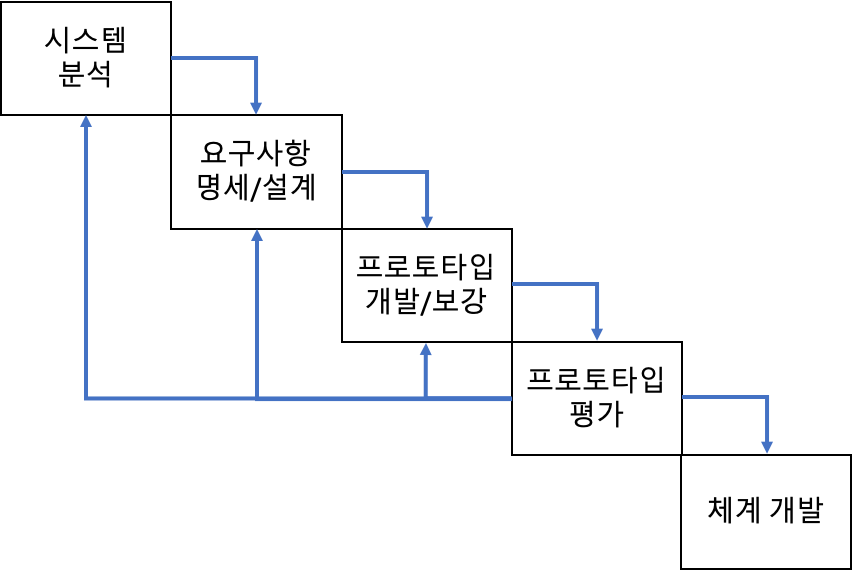 시스템
분석
요구사항
명세/설계
프로토타입
개발/보강
프로토타입
평가
체계 개발